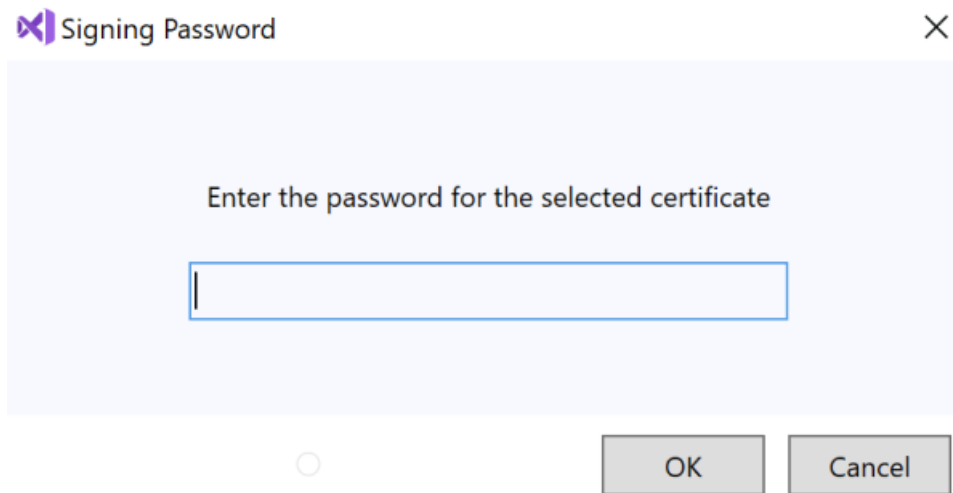 Signing Password
Enter the password for the selected certificate
OK
Cancel